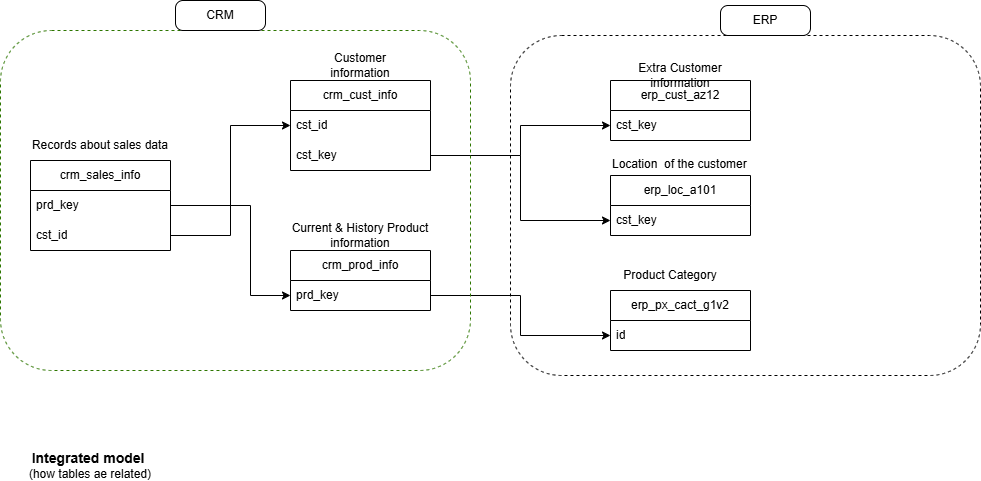 CRM
ERP
Customer
information
crm_cust_info
cst_id
cst_key
Records about sales data
crm_sales_info
prd_key
cst_id
Current & History Product
information
crm_prod_info
prd_key
Extra Customer
information
erp_cust_az12
cst_key
Location of the customer
erp_loc_a101
cst_key
Product Category
erp_px_cact_g1v2
id
Integrated model
(how tables ae related)